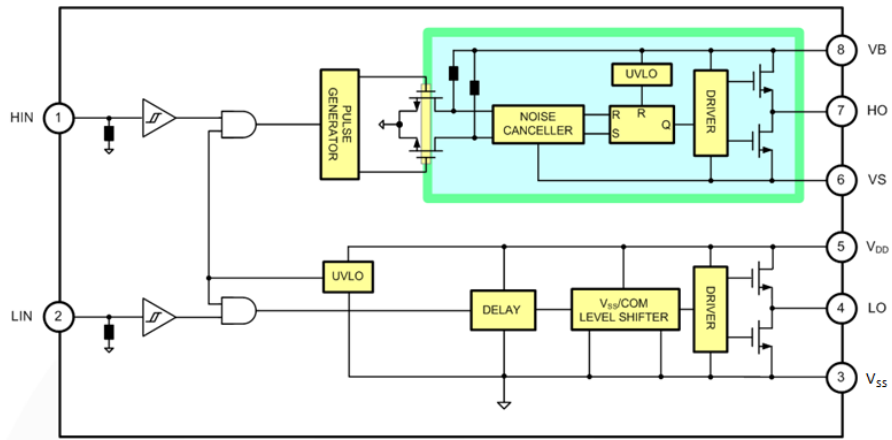 HIN
1
PULSE
GENERATOR
NOISE
CANCELLER
UVLO
R
R
S
Q
DRIVER
8
VB
7
HO
6
VS
LIN
2
UVLO
DELAY
VSS/COM
LEVEL SHIFTER
DRIVER
5
VDD
4
LO
3
VSS